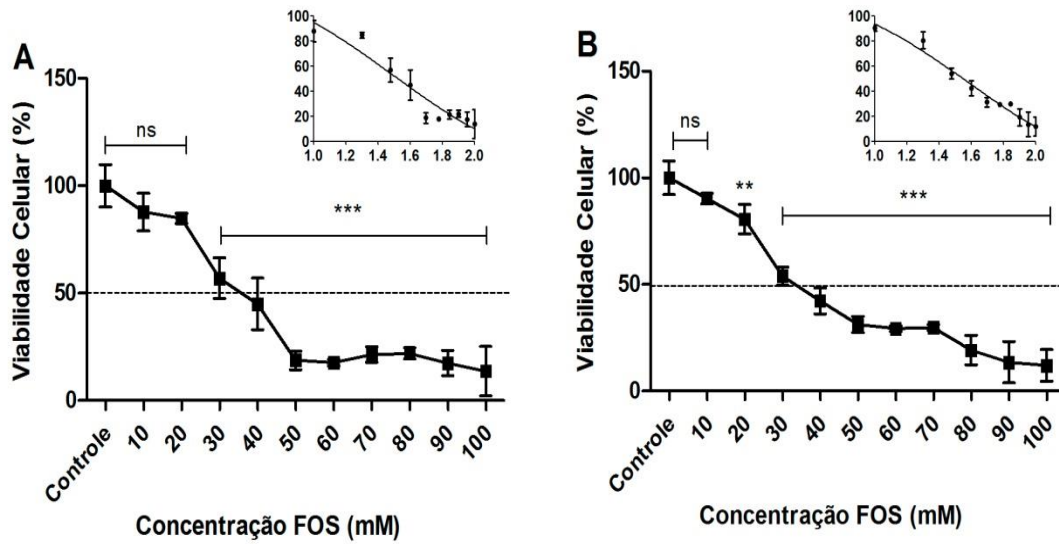 A
Viabilidade Celular (%)
150
100
50
0
ns
***
100
80
60
40
20
0
1.0 1.2 1.4 1.6 1.8 2.0
Controle 10 20 30 40 50 60 70 80 90 100
Concentração FOS (mM)
B
Viabilidade Celular (%)
150
100
50
0
ns
**
***
100
80
60
40
20
0
1.0 1.2 1.4 1.6 1.8 2.0
Controle 10 20 30 40 50 60 70 80 90 100
Concentração FOS (mM)